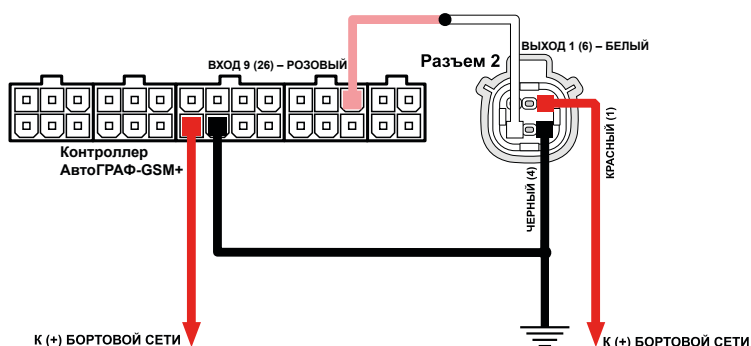 ВЫХОД 1 (6) – БЕЛЫЙ
Разъем 2
ВХОД 9 (26) – РОЗОВЫЙ
Контроллер
АвтоГРАФ-GSM+
ЧЕРНЫЙ (4)
КРАСНЫЙ (1)
К (+) БОРТОВОЙ СЕТИ
К (+) БОРТОВОЙ СЕТИ